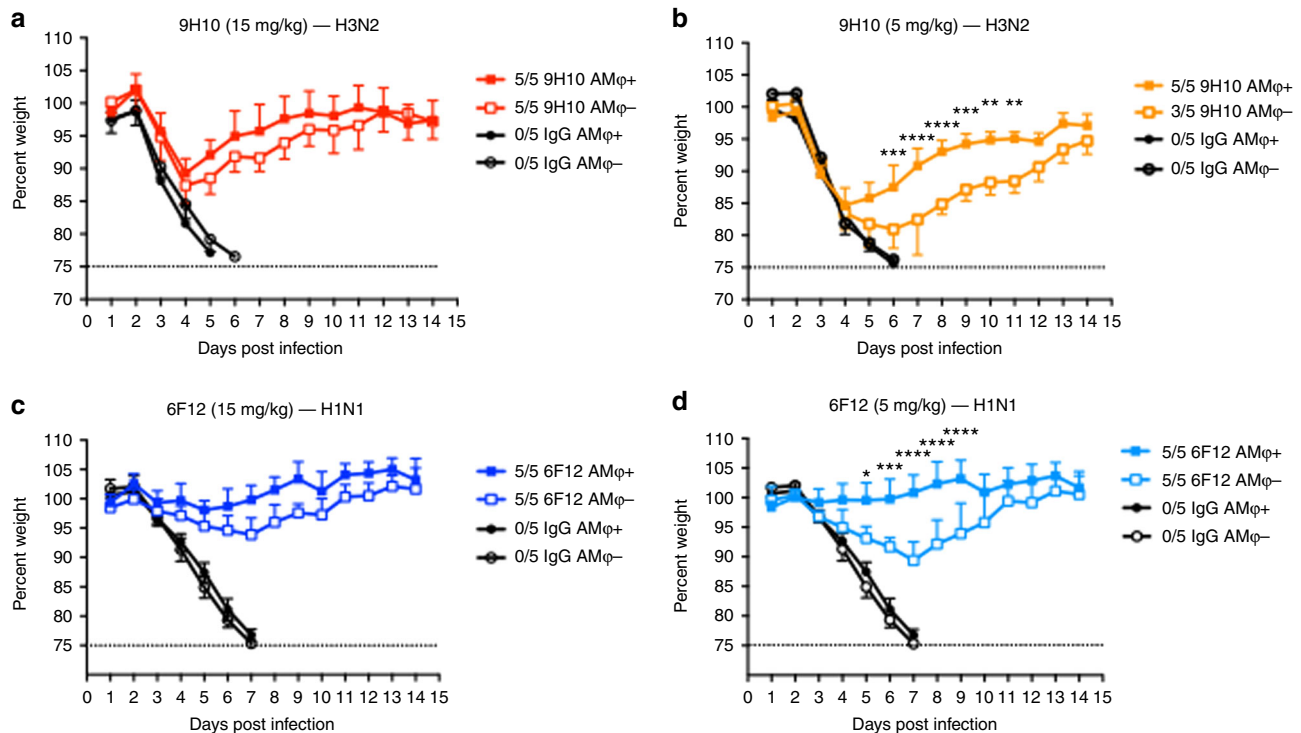 a
9H10 (15 mg/kg) — H3N2
110
105
100
95
90
85
80
75
70
Percent weight
0 1 2 3 4 5 6 7 8 9 10 11 12 13 14 15
Days post infection
5/5 9H10 AMφ+
5/5 9H10 AMφ−
0/5 IgG AMφ+
0/5 IgG AMφ−
b
9H10 (5 mg/kg) — H3N2
110
105
100
95
90
85
80
75
70
Percent weight
*** **** **** *** ** **
0 1 2 3 4 5 6 7 8 9 10 11 12 13 14 15
Days post infection
5/5 9H10 AMφ+
3/5 9H10 AMφ−
0/5 IgG AMφ+
0/5 IgG AMφ−
c
6F12 (15 mg/kg) — H1N1
110
105
100
95
90
85
80
75
Percent weight
0 1 2 3 4 5 6 7 8 9 10 11 12 13 14 15
Days post infection
5/5 6F12 AMφ+
5/5 6F12 AMφ−
0/5 IgG AMφ+
0/5 IgG AMφ−
d
6F12 (5 mg/kg) — H1N1
110
105
100
95
90
85
80
75
Percent weight
* *** **** **** ****
0 1 2 3 4 5 6 7 8 9 10 11 12 13 14 15
Days post infection
5/5 6F12 AMφ+
5/5 6F12 AMφ−
0/5 IgG AMφ+
0/5 IgG AMφ−